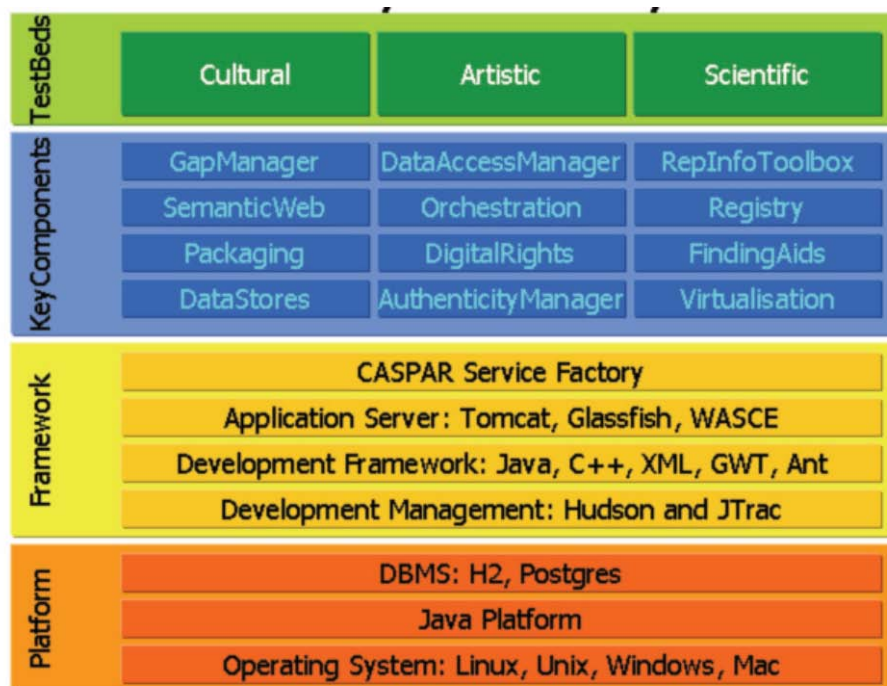 TestBeds
Cultural Artistic Scientific
KeyComponents
GapManager DataAccessManager RepInfoToolbox
SemanticWeb Orchestration Registry
Packaging DigitalRights FindingAids
DataStores AuthenticityManager Virtualisation
Framework
CASPAR Service Factory
Application Server: Tomcat, Glassfish, WASCE
Development Framework: Java, C++, XML, GWT, Ant
Development Management: Hudson and JTrac
Platform
DBMS: H2, Postgres
Java Platform
Operating System: Linux, Unix, Windows, Mac